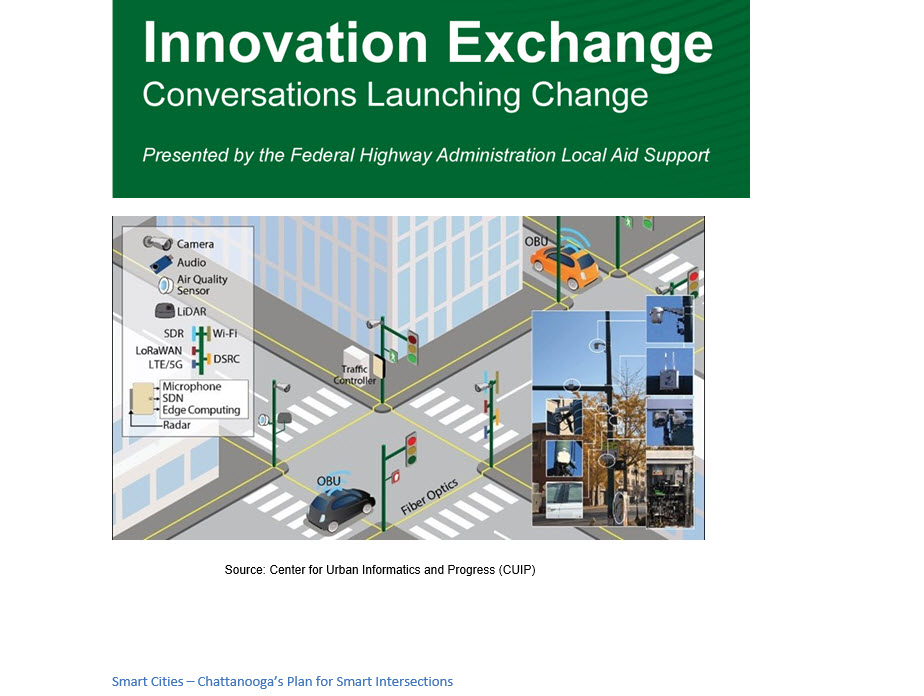 Innovation Exchange
Conversations Launching Change
Presented by the Federal Highway Administration Local Aid Support
OBU
Camera
Audio
Air Quality
Sensor
LiDAR
SDR
Wi-Fi
LoRaWAN
DSRC
LTE/5G
Microphone
SDN
Edge Computing
Radar
Traffic
Controller
OBU
Fiber Optics
Source: Center for Urban Informatics and Progress (CUIP)
Smart Cities – Chattanooga’s Plan for Smart Intersections